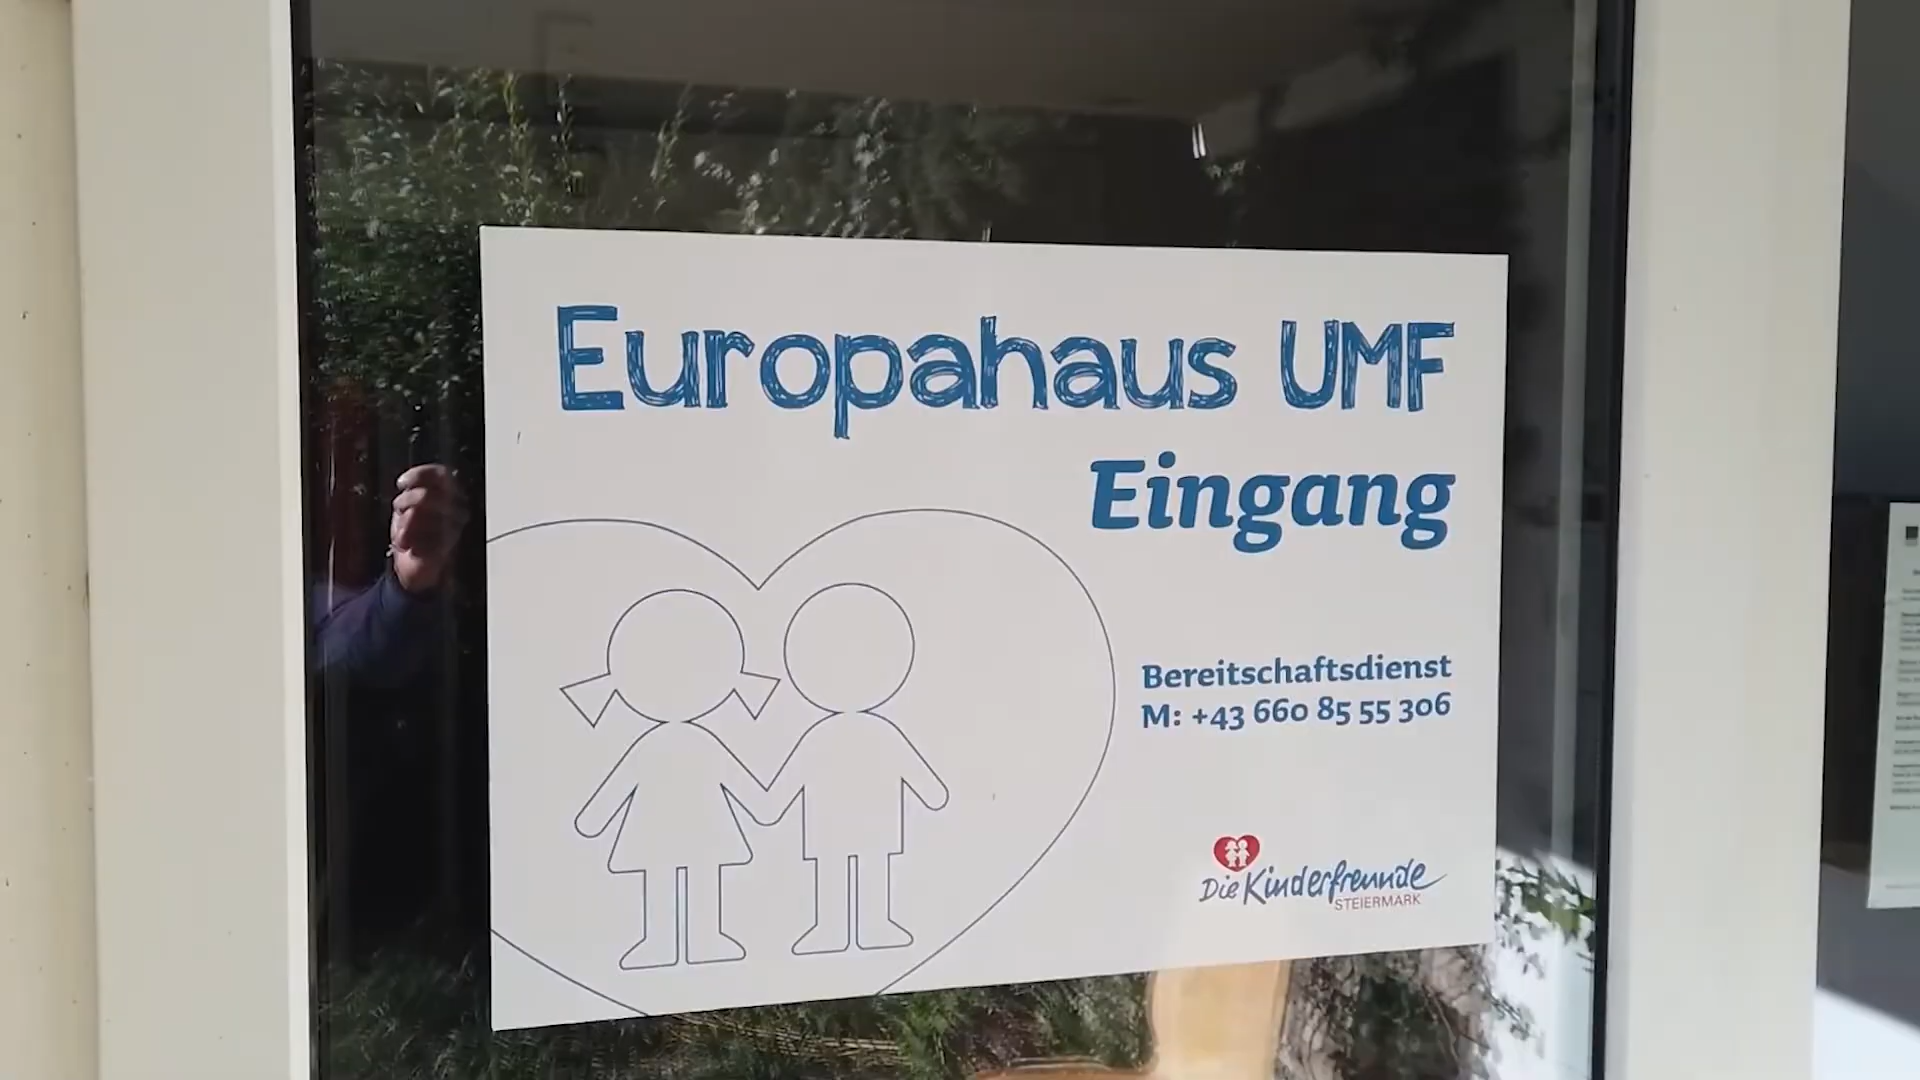 Europahaus UMF
Eingang
Bereitschaftsdienst
M: +43 660 85 55 306
Die Kinderfreunde
STEIERMARK